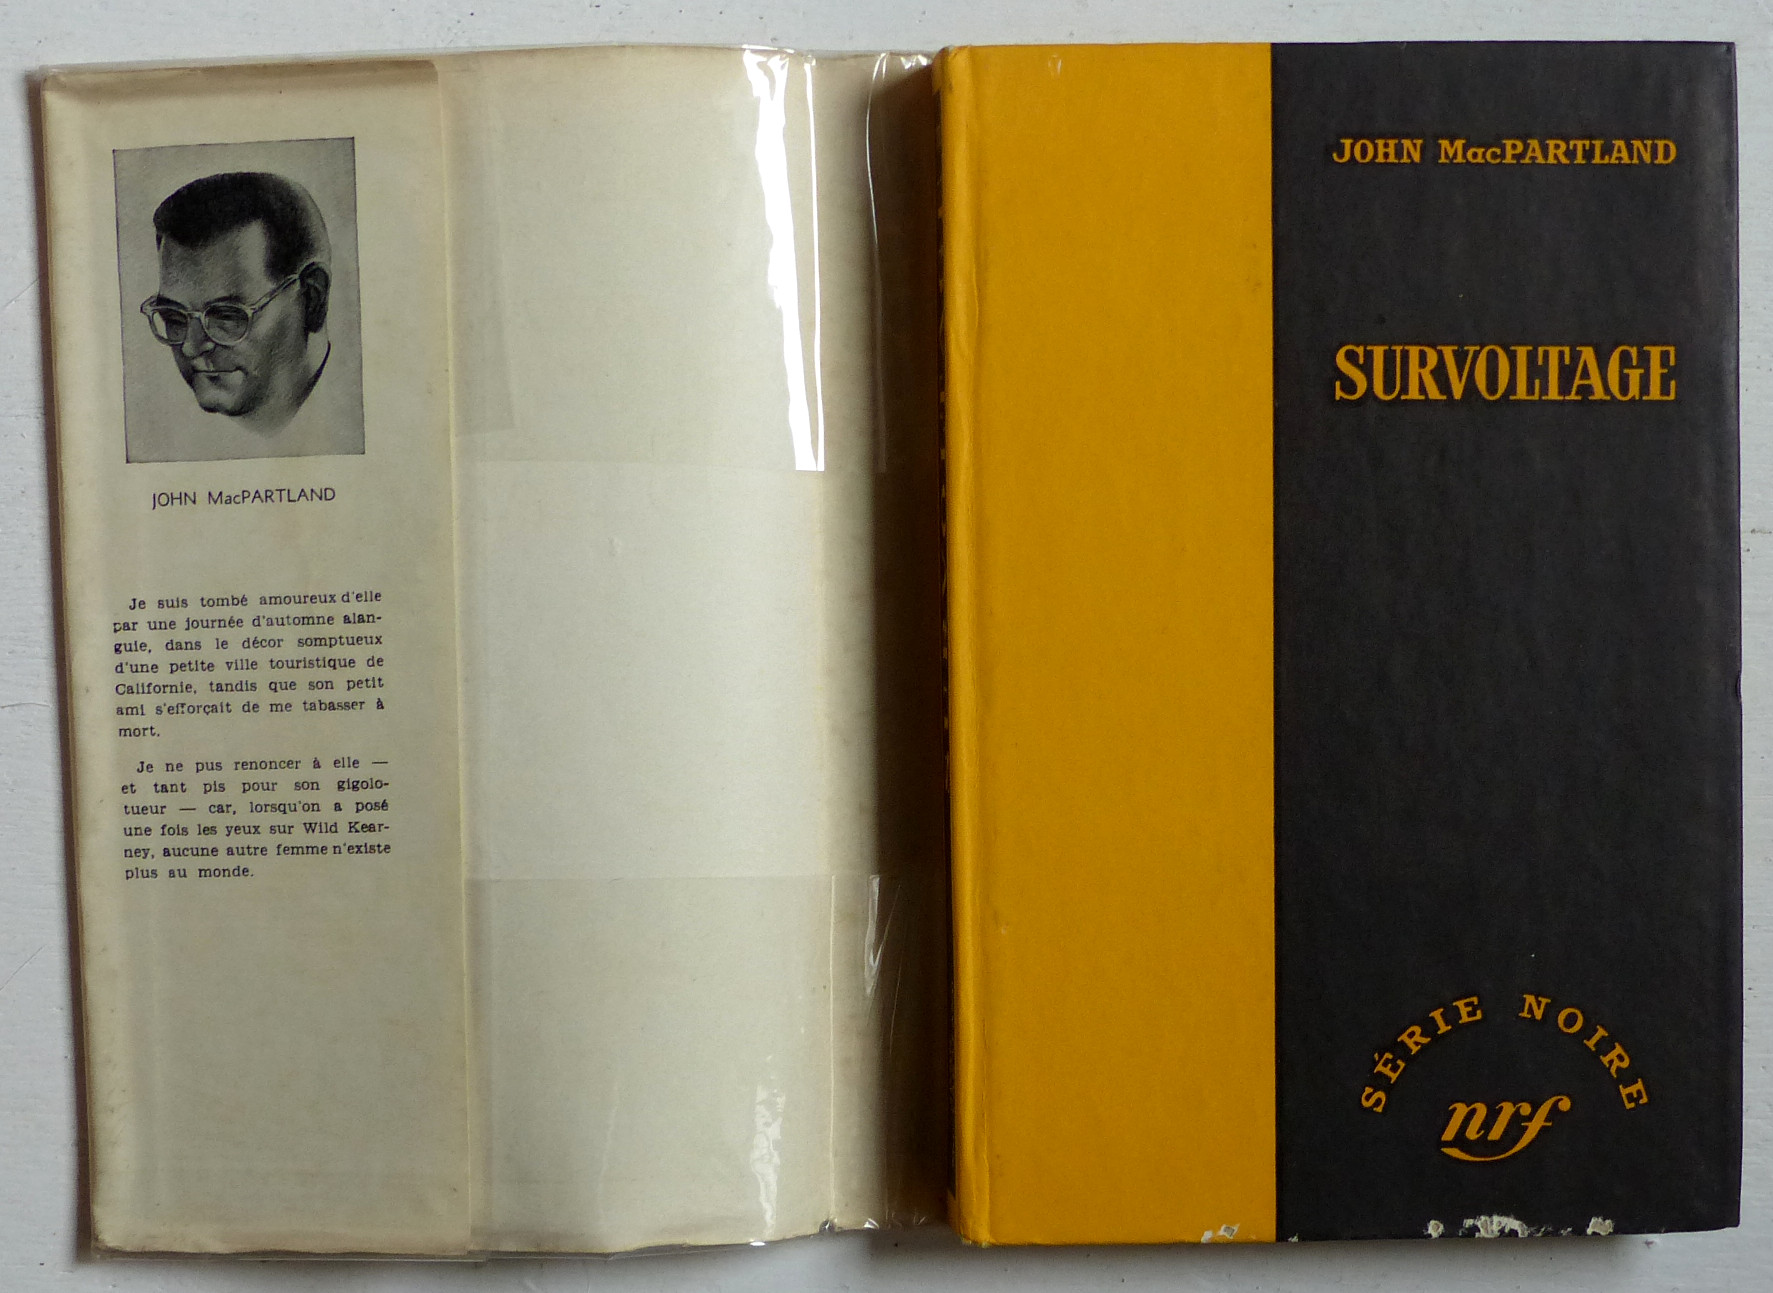 JOHN MacPARTLAND
Je suis tombé amoureux d'elle
par une journée d'automne alan-
guie, dans le décor somptueux
d'une petite ville touristique de
Californie, tandis que son petit
ami s'efforçait de me tabasser à
mort.
Je ne pus renoncer à elle —
et tant pis pour son gigolo-
tueur — car, lorsqu'on a posé
une fois les yeux sur Wild Kear-
ney, aucune autre femme n'existe
plus au monde.
JOHN MacPARTLAND
SURVOLTAGE
SÉRIE NOIRE
nrf